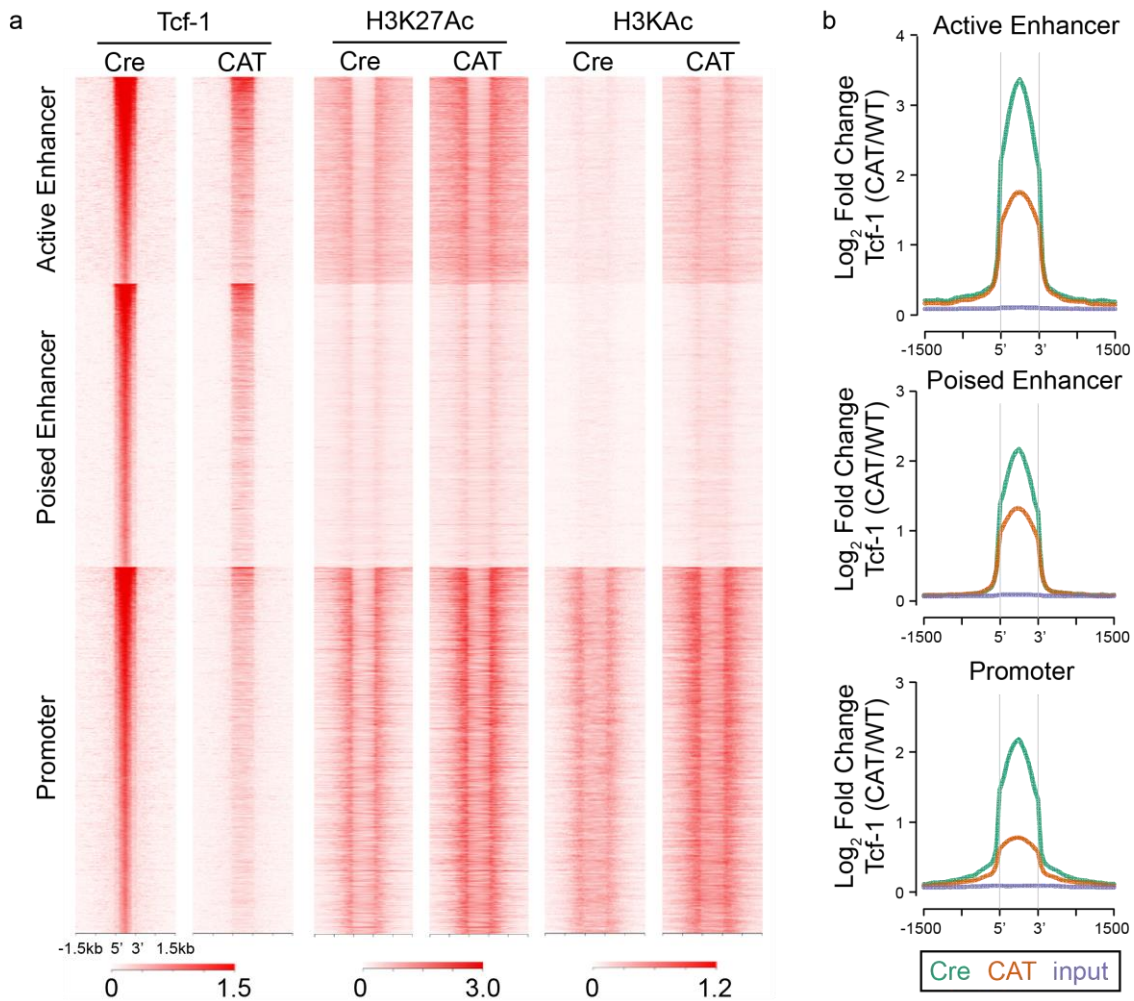 a
Tcf-1 H3K27Ac H3KAc
Cre CAT Cre CAT Cre CAT
Active Enhancer
Poised Enhancer
Promoter
-1.5kb 5' 3' 1.5kb
0 1.5 0 3.0 0 1.2
b
Active Enhancer
Log2 Fold Change
Tcf-1 (CAT/WT)
4
3
2
1
0
-1500 5' 3' 1500
Poised Enhancer
Log2 Fold Change
Tcf-1 (CAT/WT)
3
2
1
0
-1500 5' 3' 1500
Promoter
Log2 Fold Change
Tcf-1 (CAT/WT)
3
2
1
0
-1500 5' 3' 1500
Cre CAT input